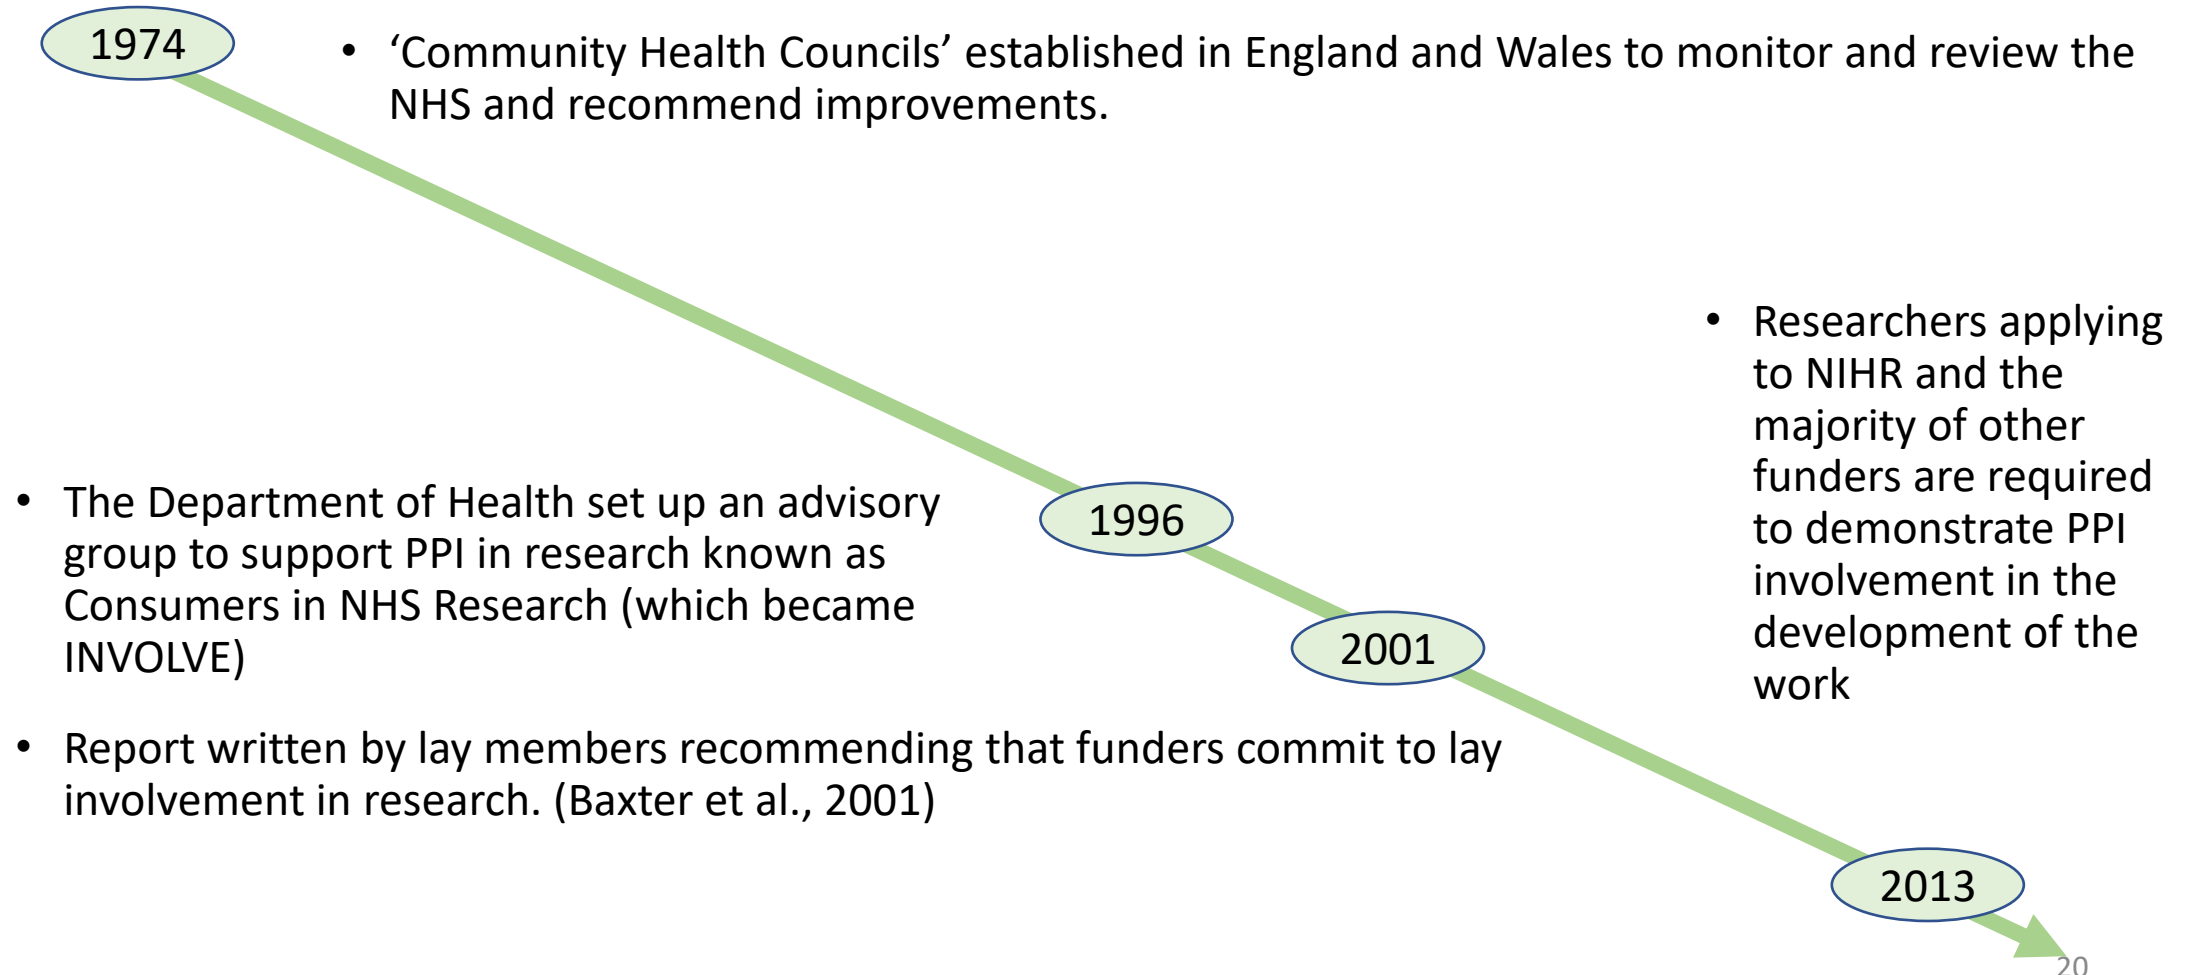 1974
• ‘Community Health Councils’ established in England and Wales to monitor and review the
NHS and recommend improvements.
• The Department of Health set up an advisory
group to support PPI in research known as
Consumers in NHS Research (which became
INVOLVE)
1996
• Report written by lay members recommending that funders commit to lay
involvement in research. (Baxter et al., 2001)
2001
• Researchers applying
to NIHR and the
majority of other
funders are required
to demonstrate PPI
involvement in the
development of the
work
2013
20